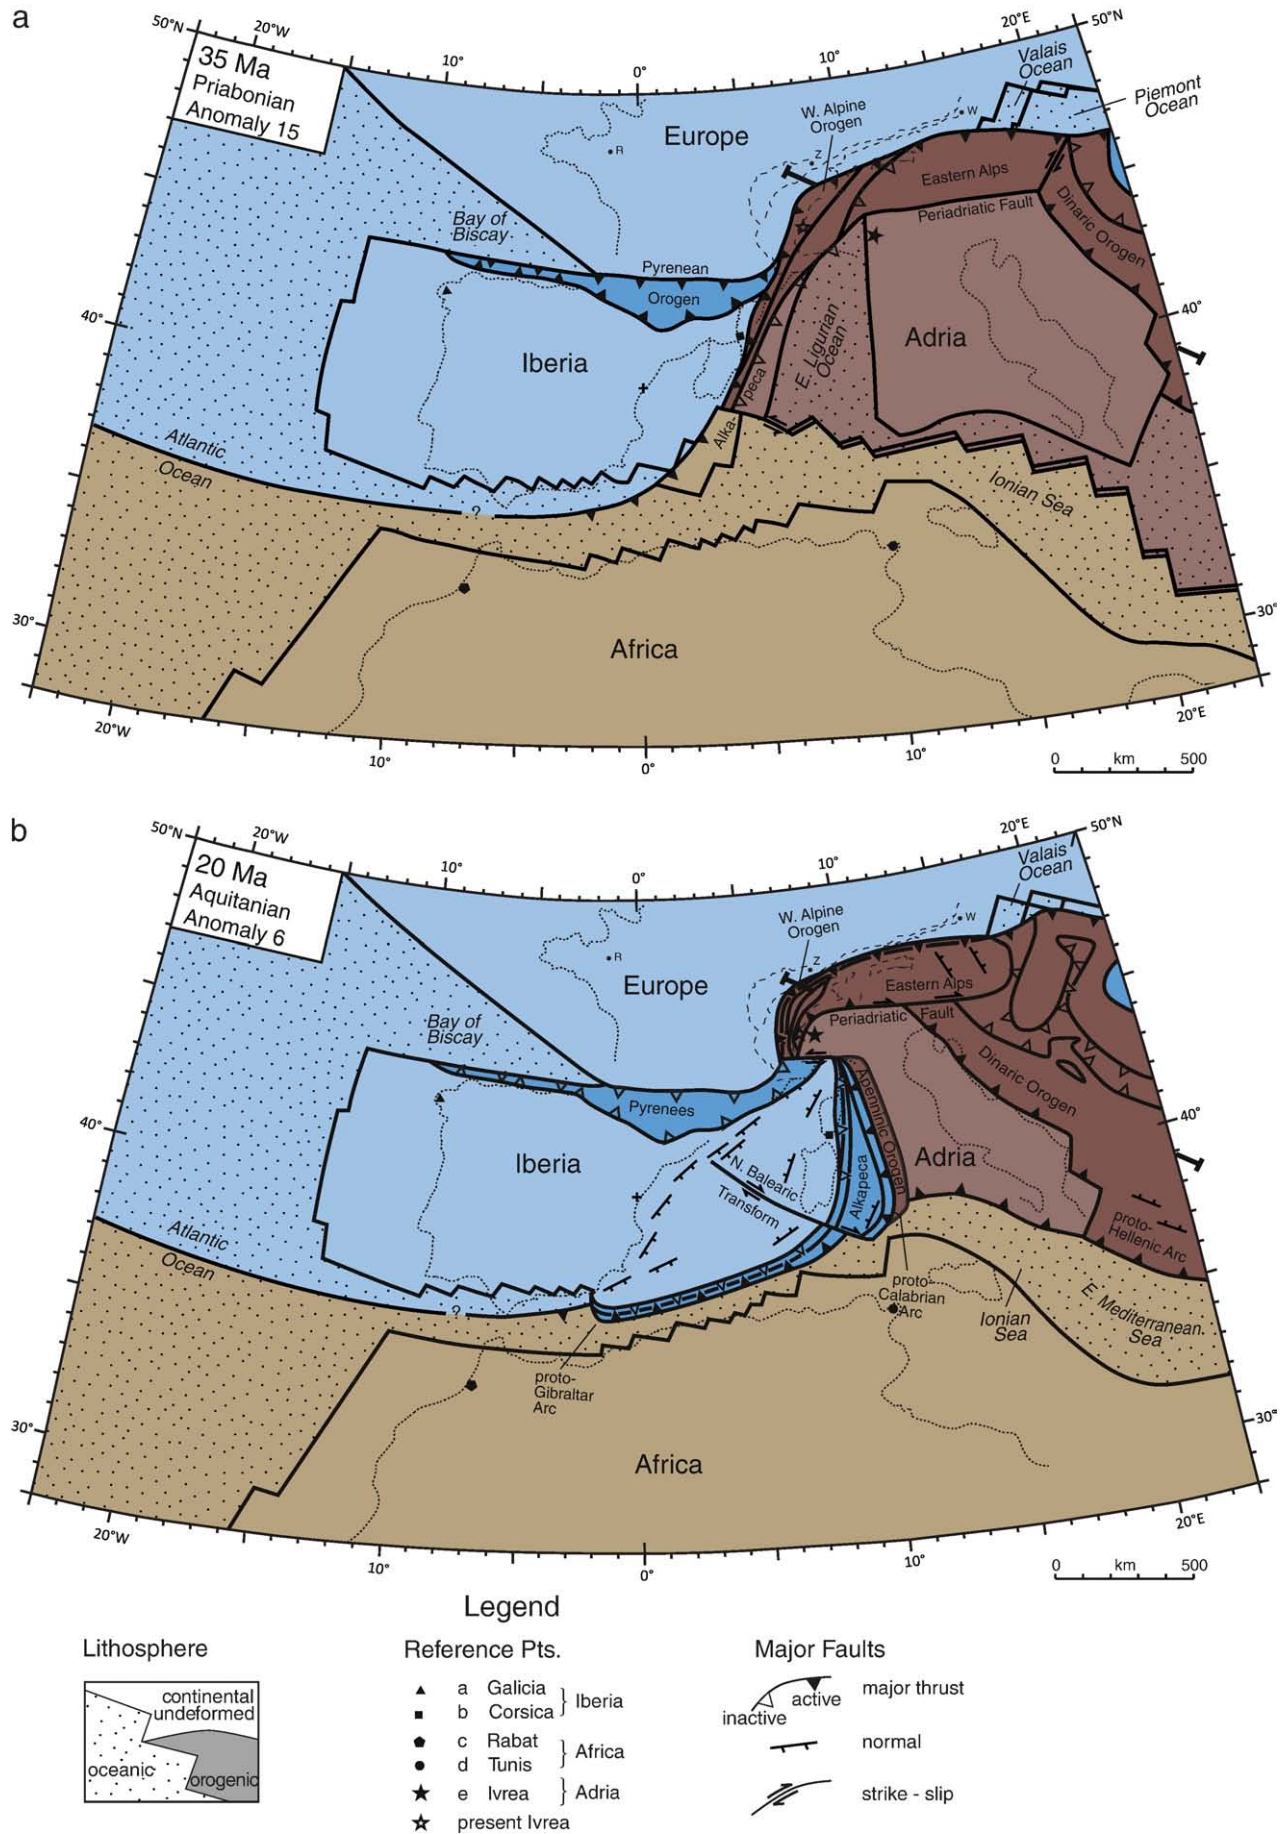 a
50°N
20°W
10°
0°
10°
20°E
50°N
35 Ma
Priabonian
Anomaly 15
Valais
Ocean
Piemont
Ocean
W. Alpine
Orogen
W
R
Z
Europe
Eastern Alps
Periadriatic Fault
Dinaric Orogen
Bay of
Biscay
Pyrenean
Orogen
40°
40°
Iberia
E. Ligurian
Ocean
Adria
Alka-
peca
Atlantic
Ocean
?
Ionian Sea
30°
30°
Africa
20°W
10°
0°
10°
20°E
0 km 500
b
50°N
20°W
10°
0°
10°
20°E
50°N
20 Ma
Aquitanian
Anomaly 6
Valais
Ocean
W. Alpine
Orogen
W
R
Z
Europe
Eastern Alps
Periadriatic Fault
Dinaric Orogen
Bay of
Biscay
Pyrenees
Apenninic Orogen
40°
40°
Iberia
N. Balearic
Transform
Alkapeca
Adria
proto-
Hellenic Arc
Atlantic
Ocean
?
proto-
Calabrian
Arc
Ionian
Sea
E. Mediterranean
Sea
proto-
Gibraltar
Arc
30°
30°
Africa
20°W
10°
0°
10°
20°E
0 km 500
Legend
Lithosphere
continental
undeformed
oceanic
orogenic
Reference Pts.
a Galicia
b Corsica
Iberia
c Rabat
d Tunis
Africa
e Ivrea
Adria
present Ivrea
Major Faults
active
inactive
major thrust
normal
strike - slip